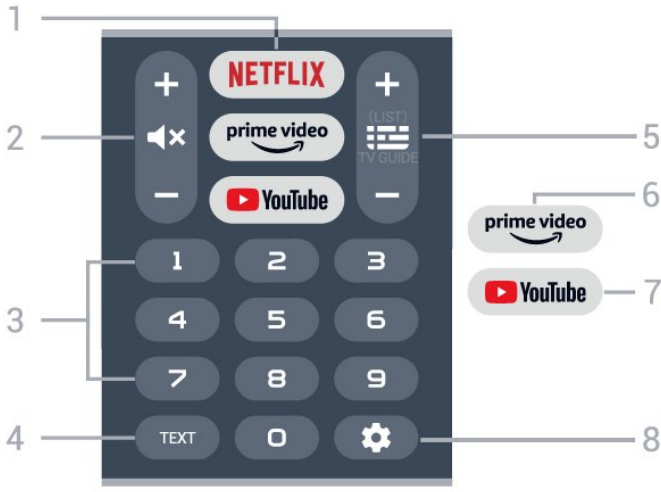 1
NETFLIX
+ +
2
prime video
(LIST)
TV GUIDE
5
− −
YouTube
6
prime video
YouTube
7
1 2 3
3
4 5 6
7 8 9
4
TEXT 0
8